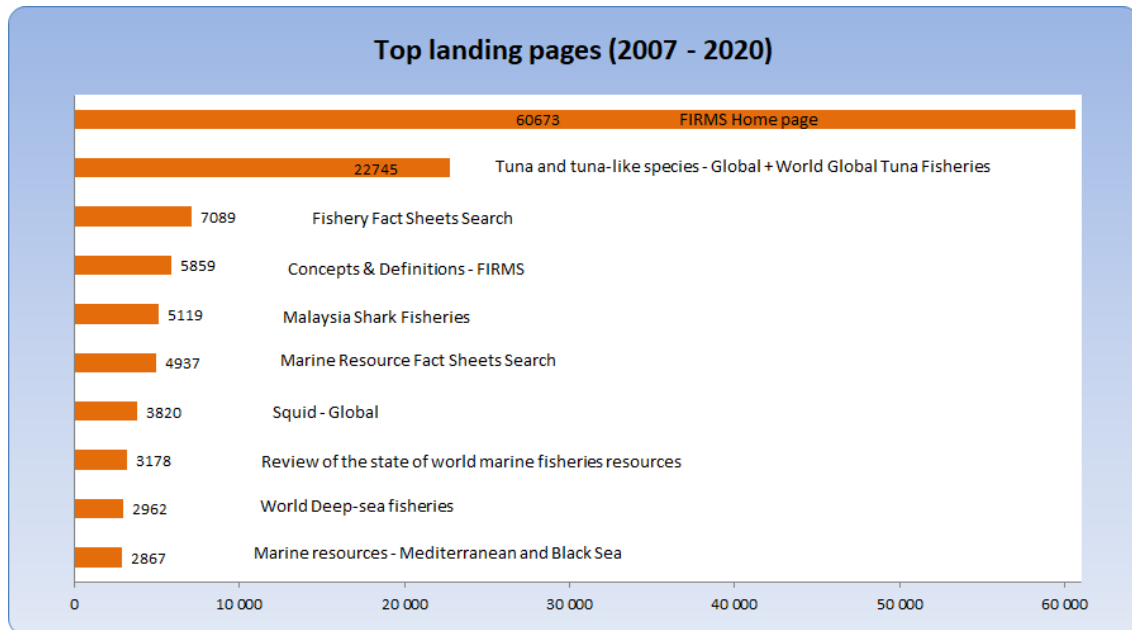 Top landing pages (2007 - 2020)
60673 FIRMS Home page
22745 Tuna and tuna-like species - Global + World Global Tuna Fisheries
7089 Fishery Fact Sheets Search
5859 Concepts & Definitions - FIRMS
5119 Malaysia Shark Fisheries
4937 Marine Resource Fact Sheets Search
3820 Squid - Global
3178 Review of the state of world marine fisheries resources
2962 World Deep-sea fisheries
2867 Marine resources - Mediterranean and Black Sea
0 10 000 20 000 30 000 40 000 50 000 60 000